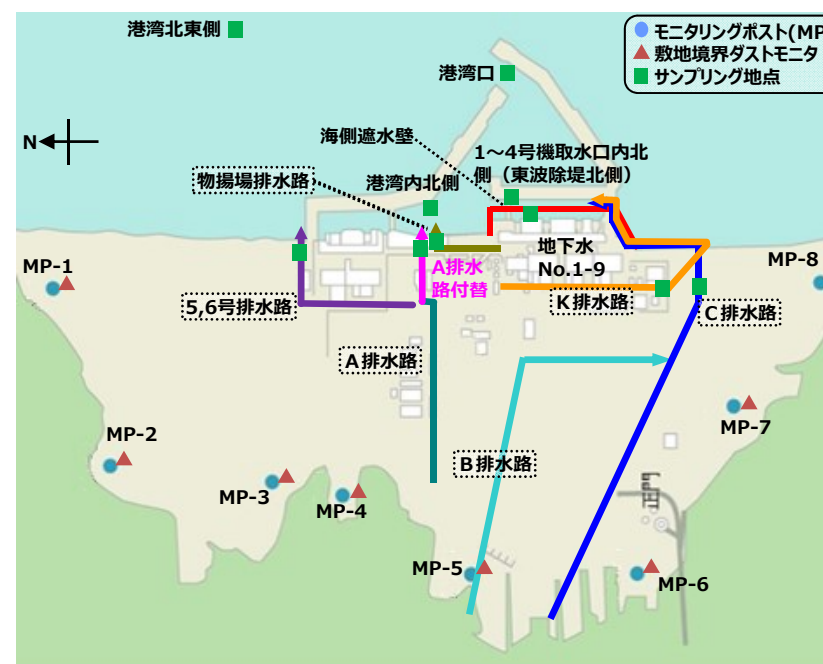 港湾北東側
モニタリングポスト(MP
敷地境界ダストモニタ
サンプリング地点
港湾口
N
海側遮水壁
1～4号機取水口内北
側（東波除堤北側）
物揚場排水路
港湾内北側
地下水
No.1-9
MP-1
MP-8
A排水
路付替
5,6号排水路
K排水路
C排水路
A排水路
MP-2
MP-7
B排水路
MP-3
MP-4
正門
MP-5
MP-6